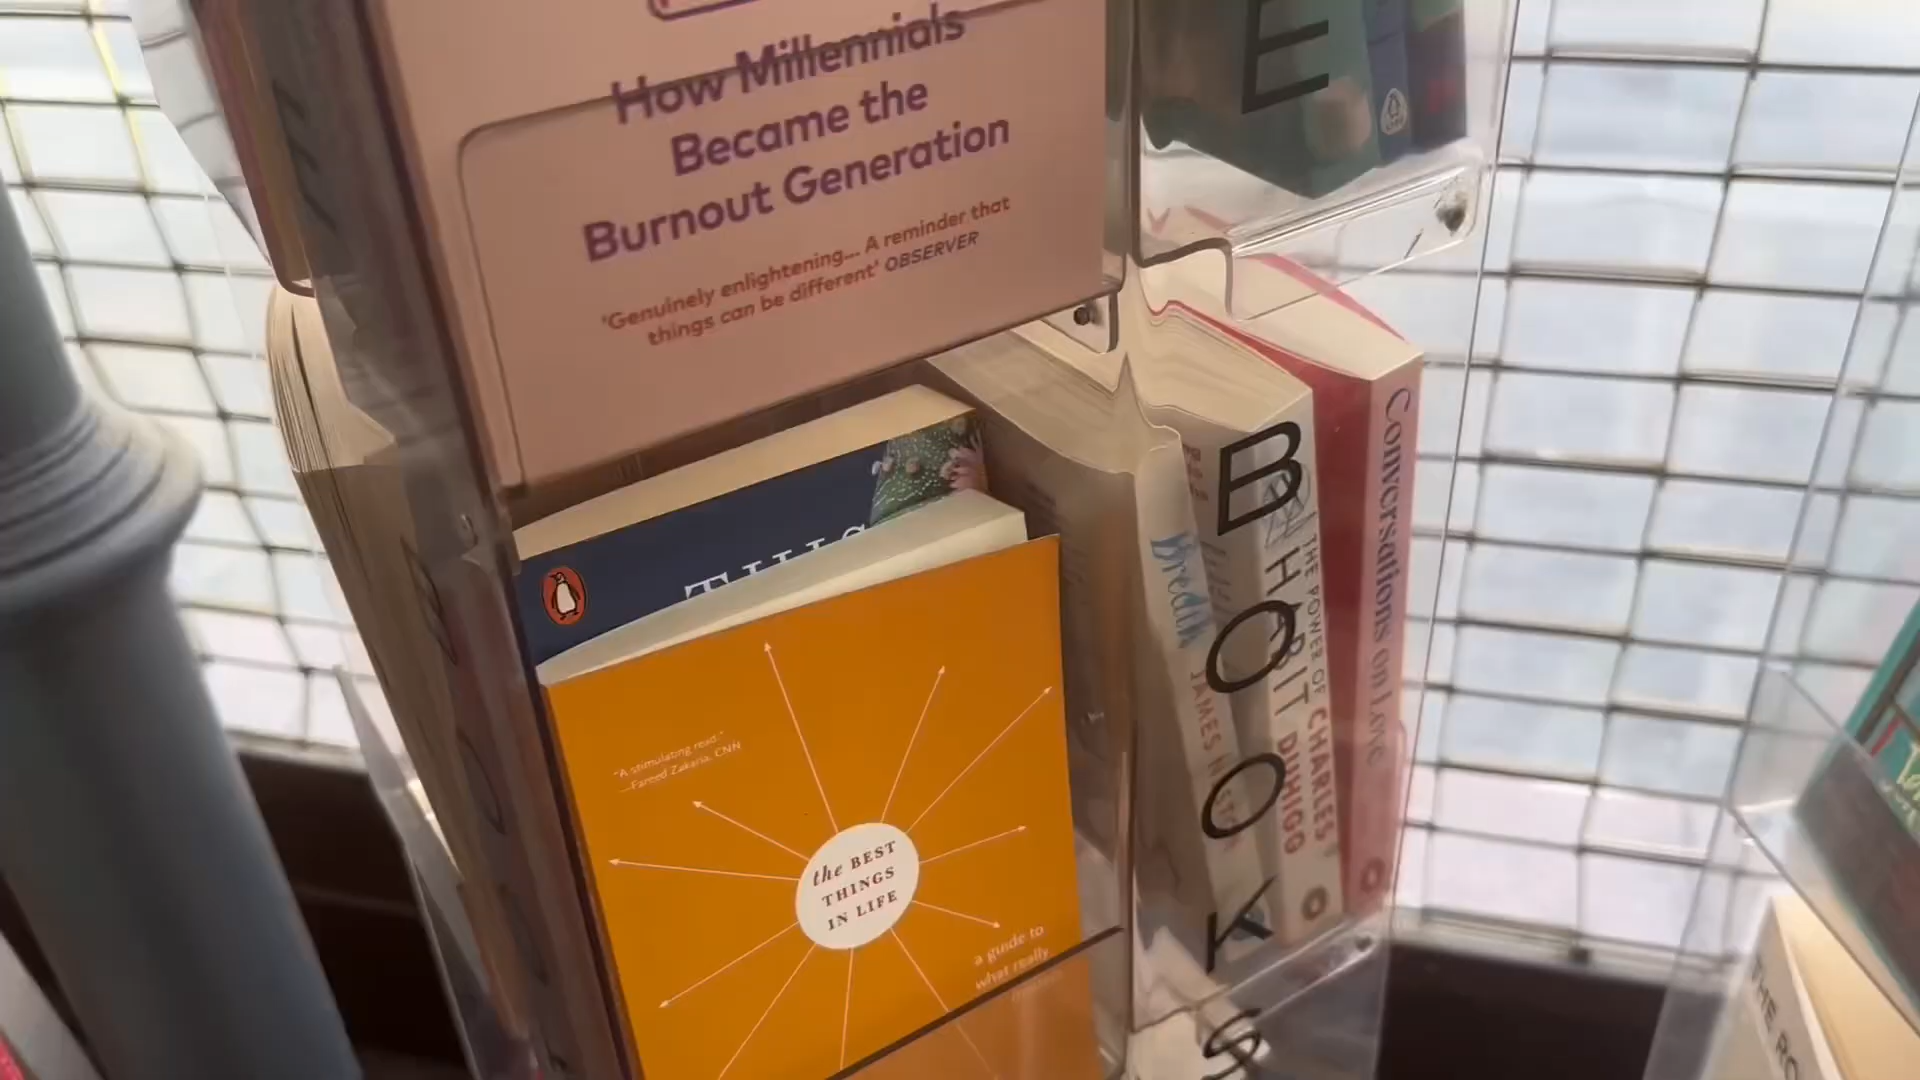 How Millennials
Became the
Burnout Generation
'Genuinely enlightening... A reminder that
things can be different' OBSERVER
"A stimulating read."
—Fareed Zakaria, CNN
the BEST
THINGS
IN LIFE
a guide to
what really
E
BOOKS
Breath
JAMES
THE POWER OF
HABIT
CHARLES
DUHIGG
Conversations on Love